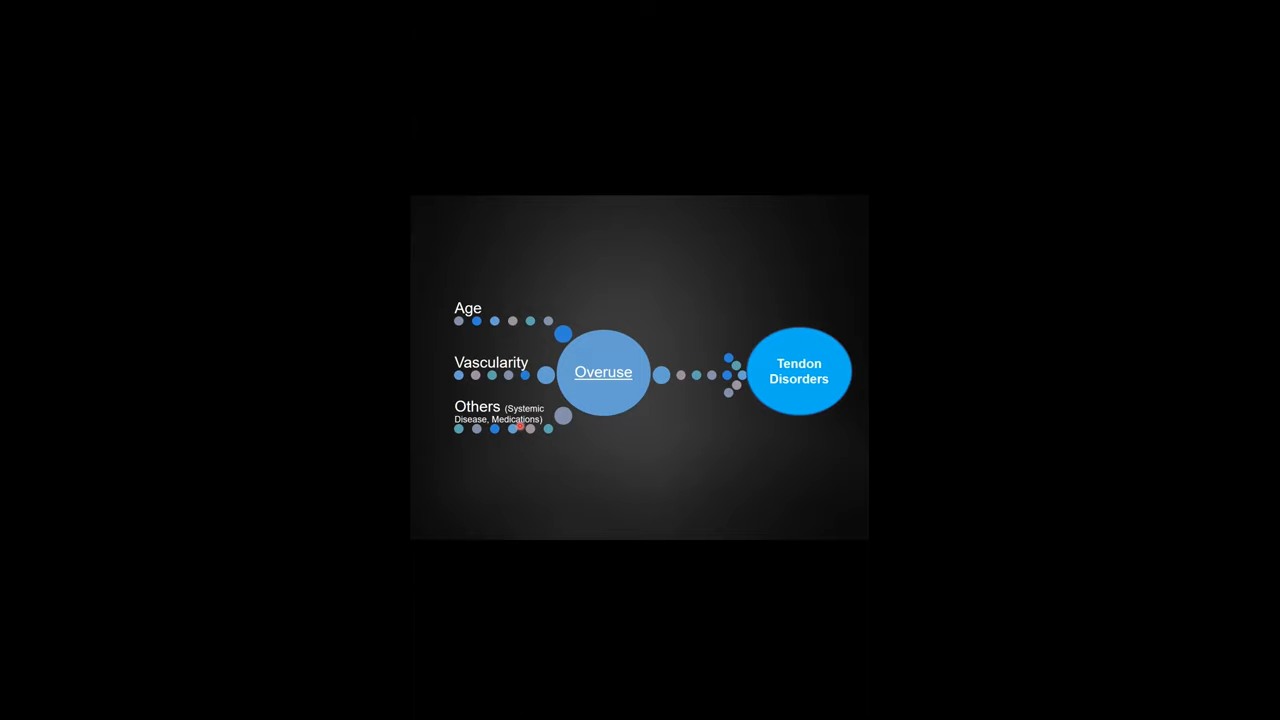 Age
Vascularity
Others (Systemic
Disease, Medications)
Overuse
Tendon
Disorders